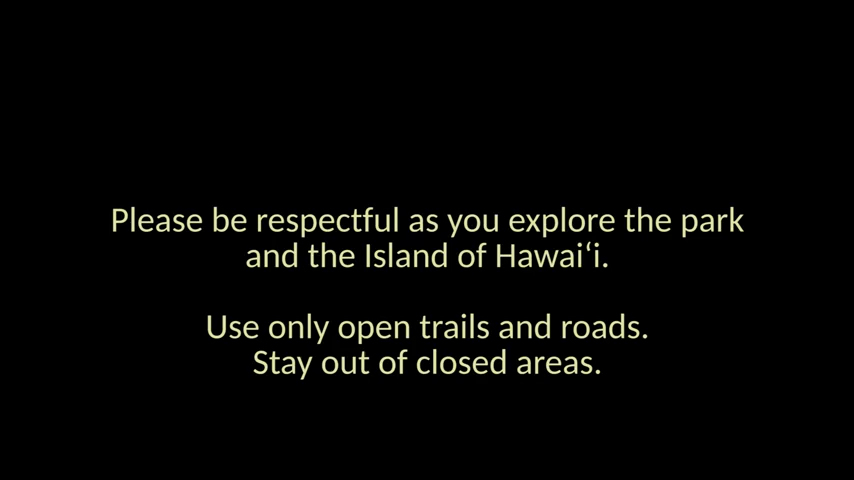 Please be respectful as you explore the park
and the Island of Hawaiʻi.
Use only open trails and roads.
Stay out of closed areas.